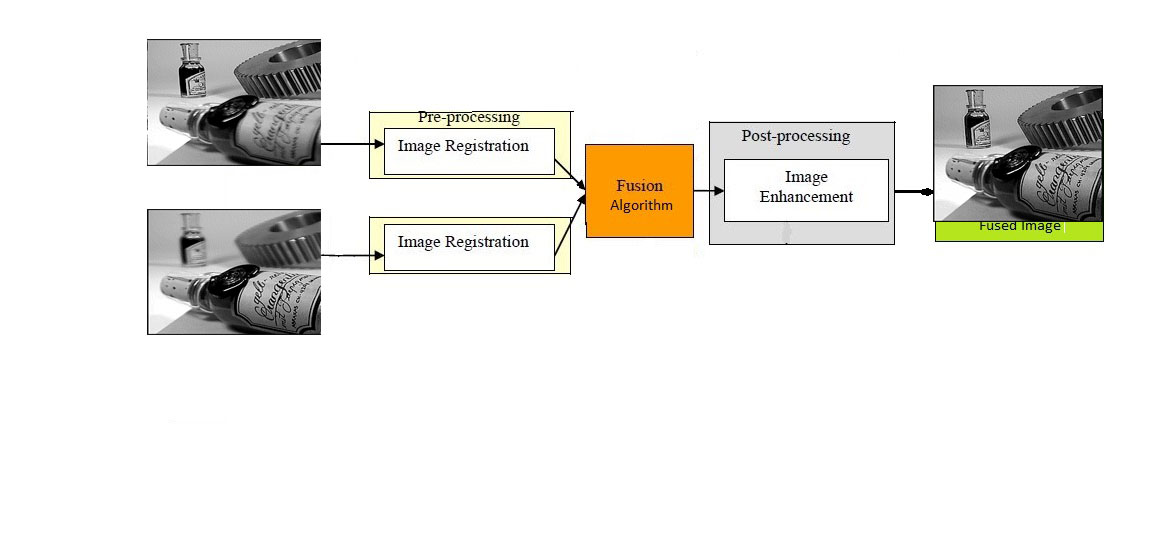 Pre-processing
Image Registration
Image Registration
Fusion
Algorithm
Post-processing
Image
Enhancement
Fused Image